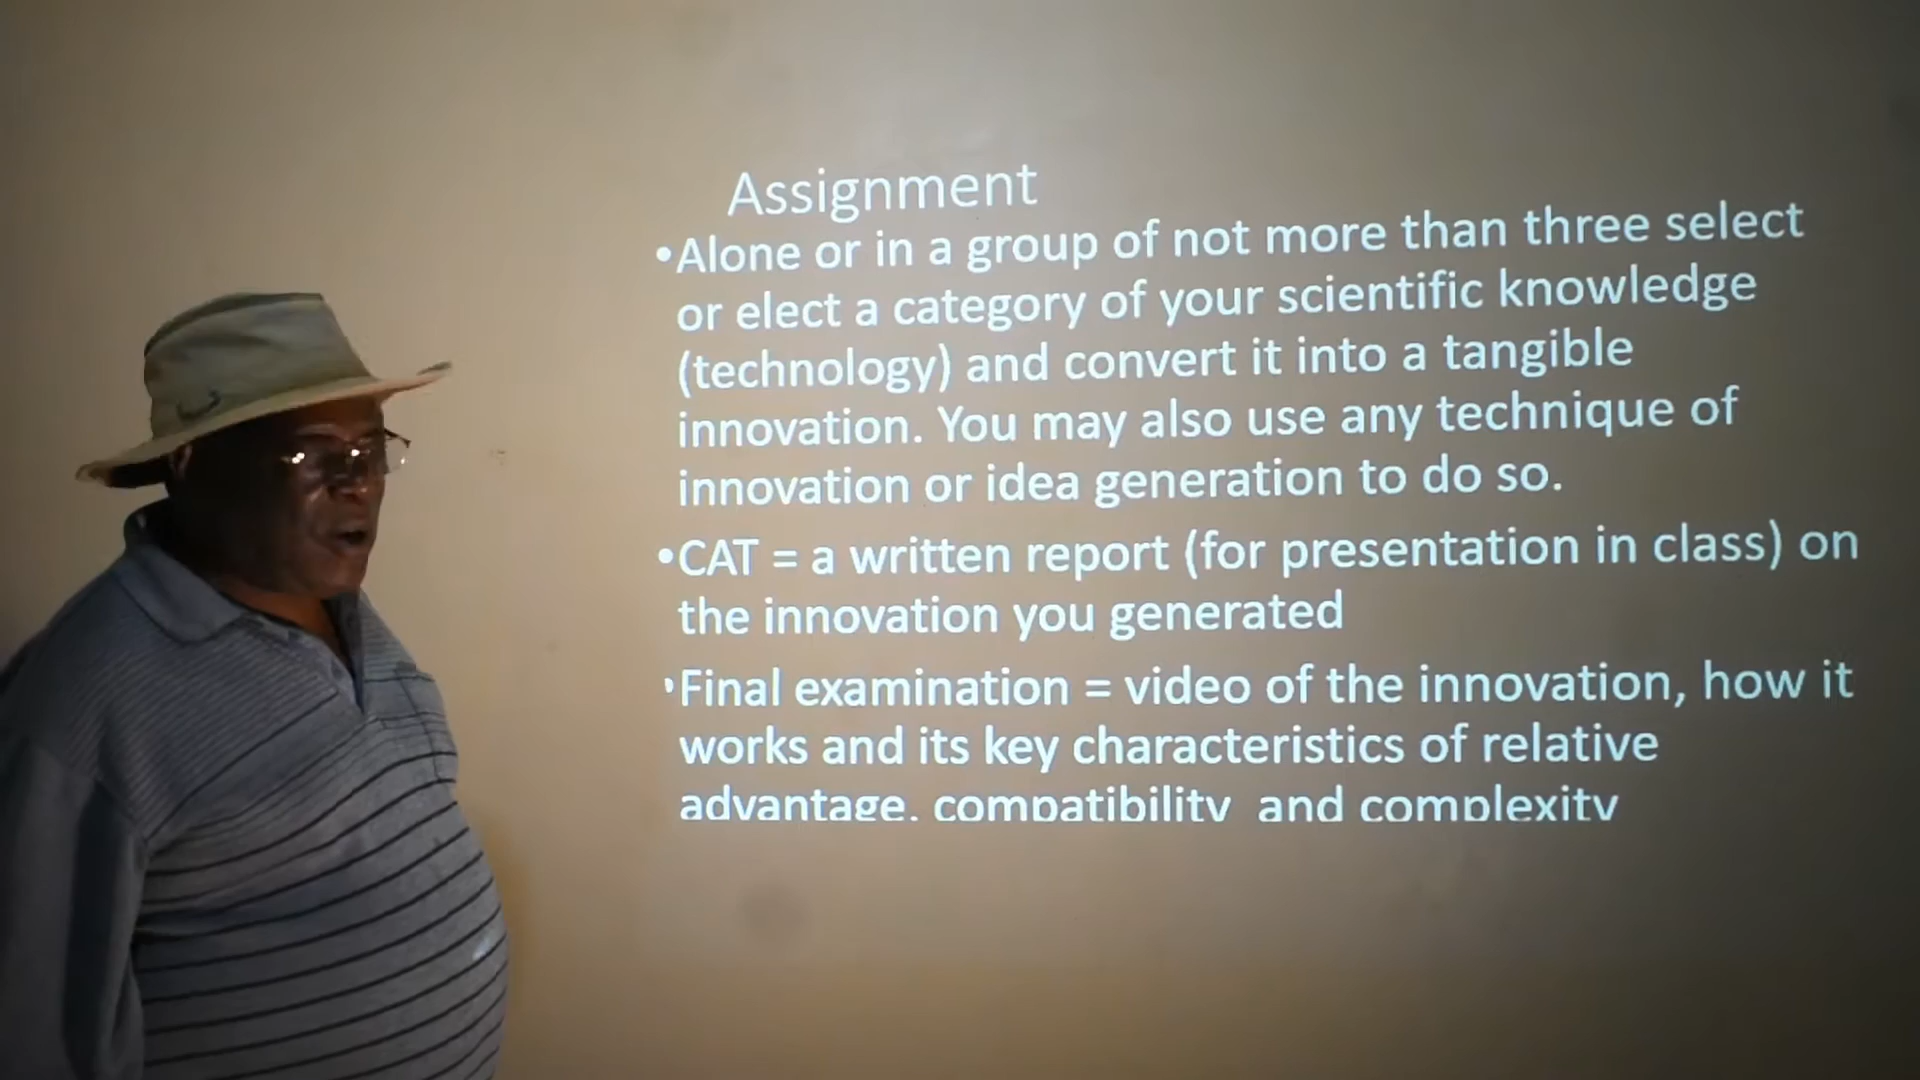 Assignment
•Alone or in a group of not more than three select
or elect a category of your scientific knowledge
(technology) and convert it into a tangible
innovation. You may also use any technique of
innovation or idea generation to do so.
•CAT = a written report (for presentation in class) on
the innovation you generated
•Final examination = video of the innovation, how it
works and its key characteristics of relative
advantage, compatibility and complexity